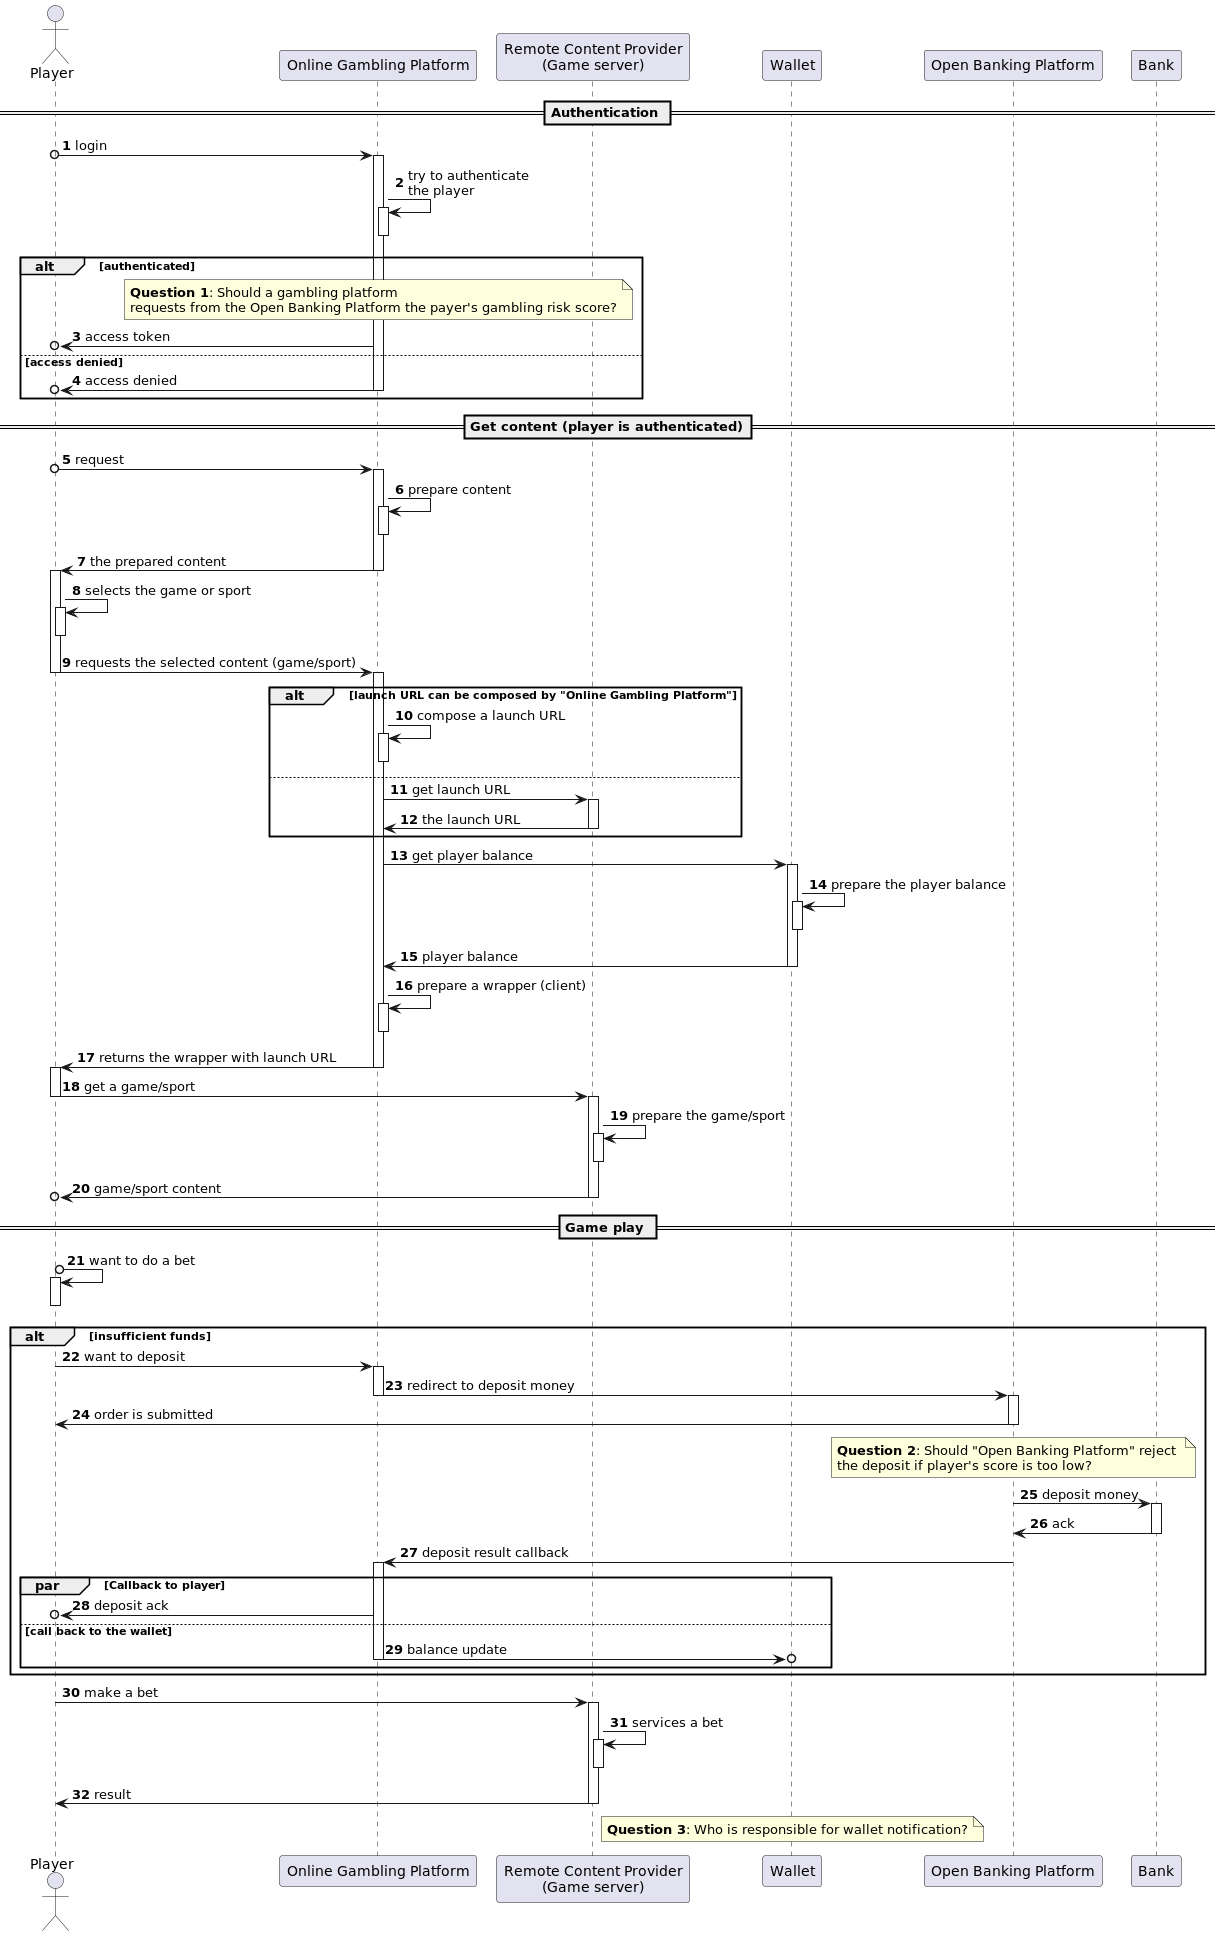 Player
Online Gambling Platform
Remote Content Provider
(Game server)
Wallet
Open Banking Platform
Bank
Authentication
1 login
2 try to authenticate
the player
alt [authenticated]
Question 1: Should a gambling platform
requests from the Open Banking Platform the payer's gambling risk score?
3 access token
[access denied]
4 access denied
Get content (player is authenticated)
5 request
6 prepare content
7 the prepared content
8 selects the game or sport
9 requests the selected content (game/sport)
alt [launch URL can be composed by "Online Gambling Platform"]
10 compose a launch URL
11 get launch URL
12 the launch URL
13 get player balance
14 prepare the player balance
15 player balance
16 prepare a wrapper (client)
17 returns the wrapper with launch URL
18 get a game/sport
19 prepare the game/sport
20 game/sport content
Game play
21 want to do a bet
alt [insufficient funds]
22 want to deposit
23 redirect to deposit money
24 order is submitted
Question 2: Should "Open Banking Platform" reject
the deposit if player's score is too low?
25 deposit money
26 ack
27 deposit result callback
par [Callback to player]
28 deposit ack
[call back to the wallet]
29 balance update
30 make a bet
31 services a bet
32 result
Question 3: Who is responsible for wallet notification?
Player
Online Gambling Platform
Remote Content Provider
(Game server)
Wallet
Open Banking Platform
Bank